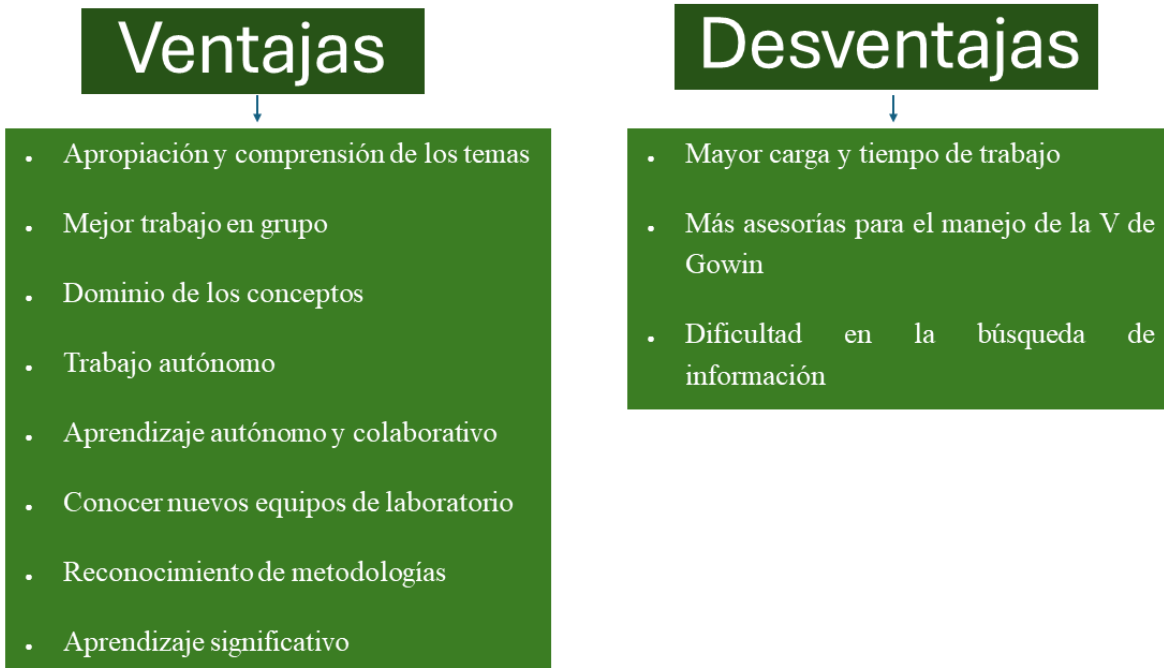 Ventajas
• Apropiación y comprensión de los temas
• Mejor trabajo en grupo
• Dominio de los conceptos
• Trabajo autónomo
• Aprendizaje autónomo y colaborativo
• Conocer nuevos equipos de laboratorio
• Reconocimiento de metodologías
• Aprendizaje significativo
Desventajas
• Mayor carga y tiempo de trabajo
• Más asesorías para el manejo de la V de
Gowin
• Dificultad en la búsqueda de
información